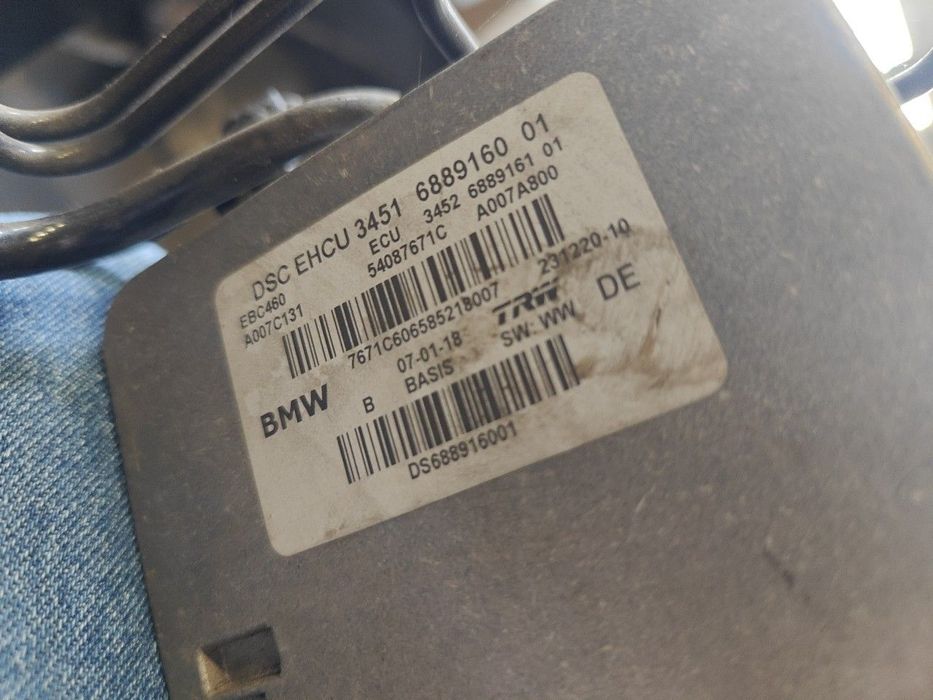 DSC EHCU 3451 6889160 01
ECU 3452 6889161 01
EBC460 54087671C A007A800
A007C131
7671C606585218007 231220-10
07-01-18 TRW DE
BMW B BASIS SW: WW
DS688916001